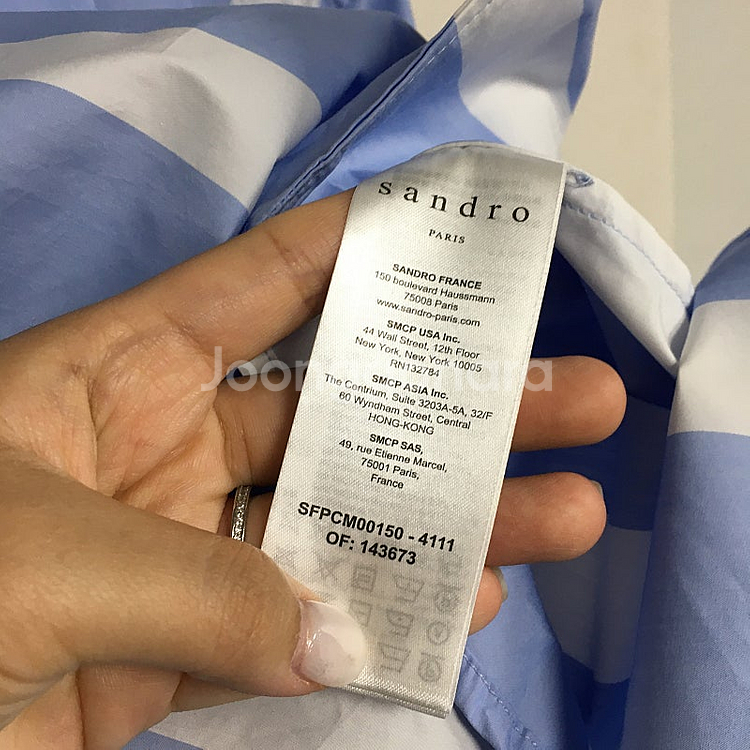 sandro
PARIS
SANDRO FRANCE
150 boulevard Haussmann
75008 Paris
www.sandro-paris.com
SMCP USA Inc.
44 Wall Street, 12th Floor
New York, New York 10005
RN132784
SMCP ASIA Inc.
The Centrium, Suite 3203A-5A, 32/F
60 Wyndham Street, Central
HONG-KONG
SMCP SAS,
49, rue Etienne Marcel,
75001 Paris,
France
SFPCM00150 - 4111
OF: 143673